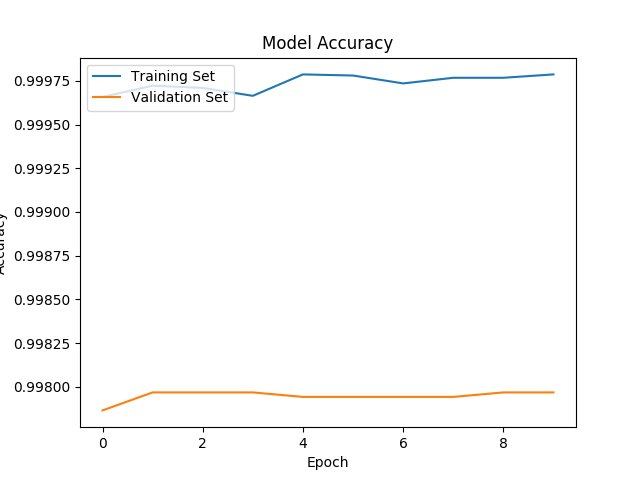 Model Accuracy
Training Set
Validation Set
0.99975
0.99950
0.99925
0.99900
0.99875
0.99850
0.99825
0.99800
Accuracy
0 2 4 6 8
Epoch